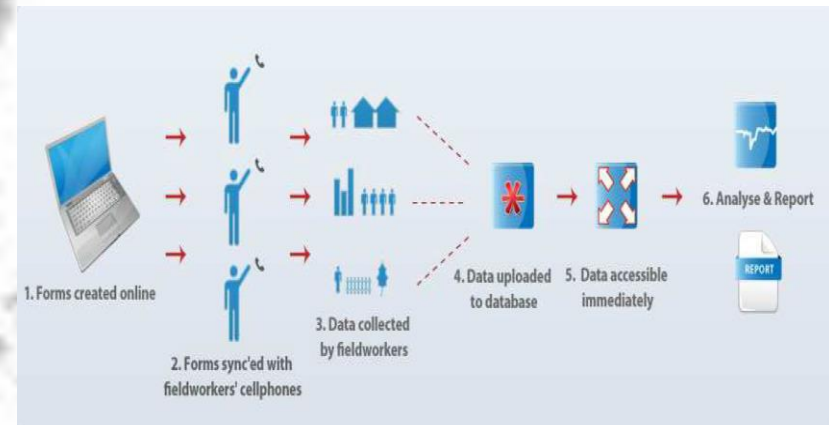 1. Forms created online
2. Forms sync'ed with
fieldworkers' cellphones
3. Data collected
by fieldworkers
4. Data uploaded
to database
5. Data accessible
immediately
6. Analyse & Report
REPORT